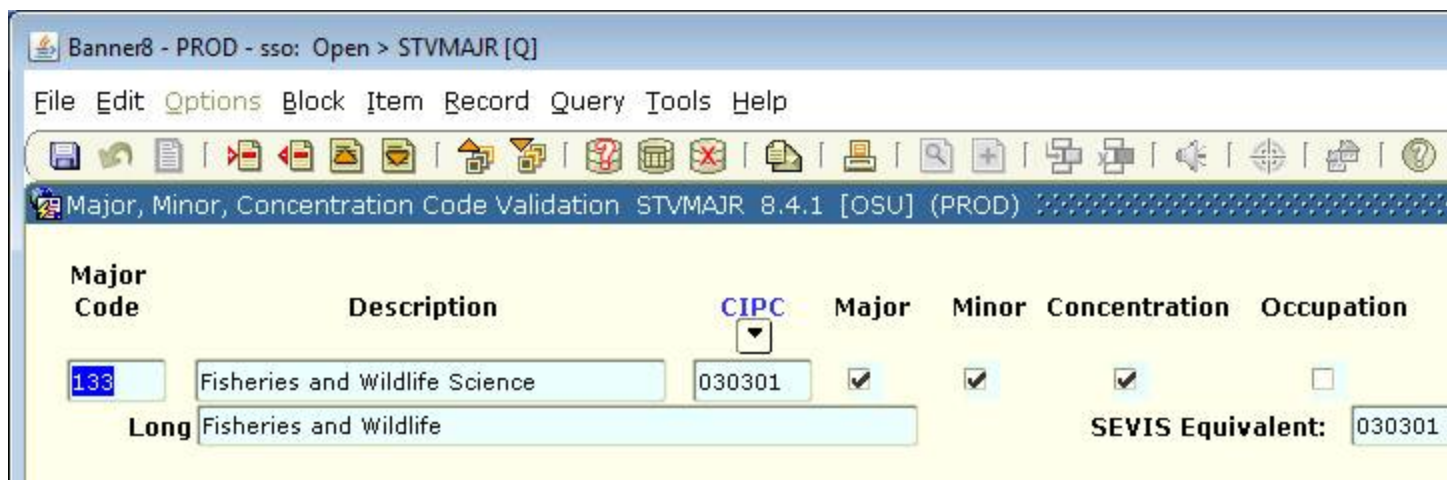 Banner8 - PROD - sso: Open > STVMAJR [Q]
File Edit Options Block Item Record Query Tools Help
Major, Minor, Concentration Code Validation STVMAJR 8.4.1 [OSU] (PROD)
Major
Code Description CIPC Major Minor Concentration Occupation
133 Fisheries and Wildlife Science 030301
Long Fisheries and Wildlife SEVIS Equivalent: 030301